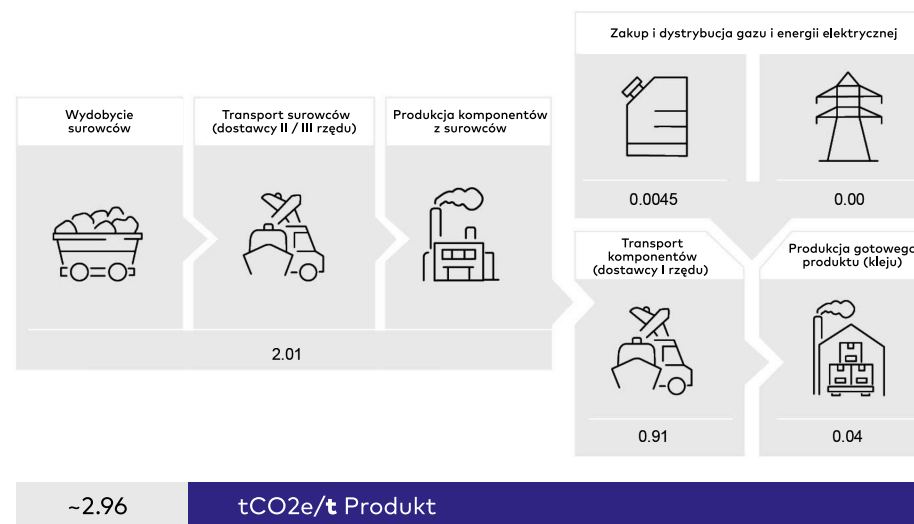 Zakup i dystrybucja gazu i energii elektrycznej
Wydobycie
surowców
Transport surowców
(dostawcy II / III rzędu)
Produkcja komponentów
z surowców
0.0045
0.00
Transport
komponentów
(dostawcy I rzędu)
Produkcja gotowego
produktu (kleju)
2.01
0.91
0.04
~2.96
tCO2e/t Produkt